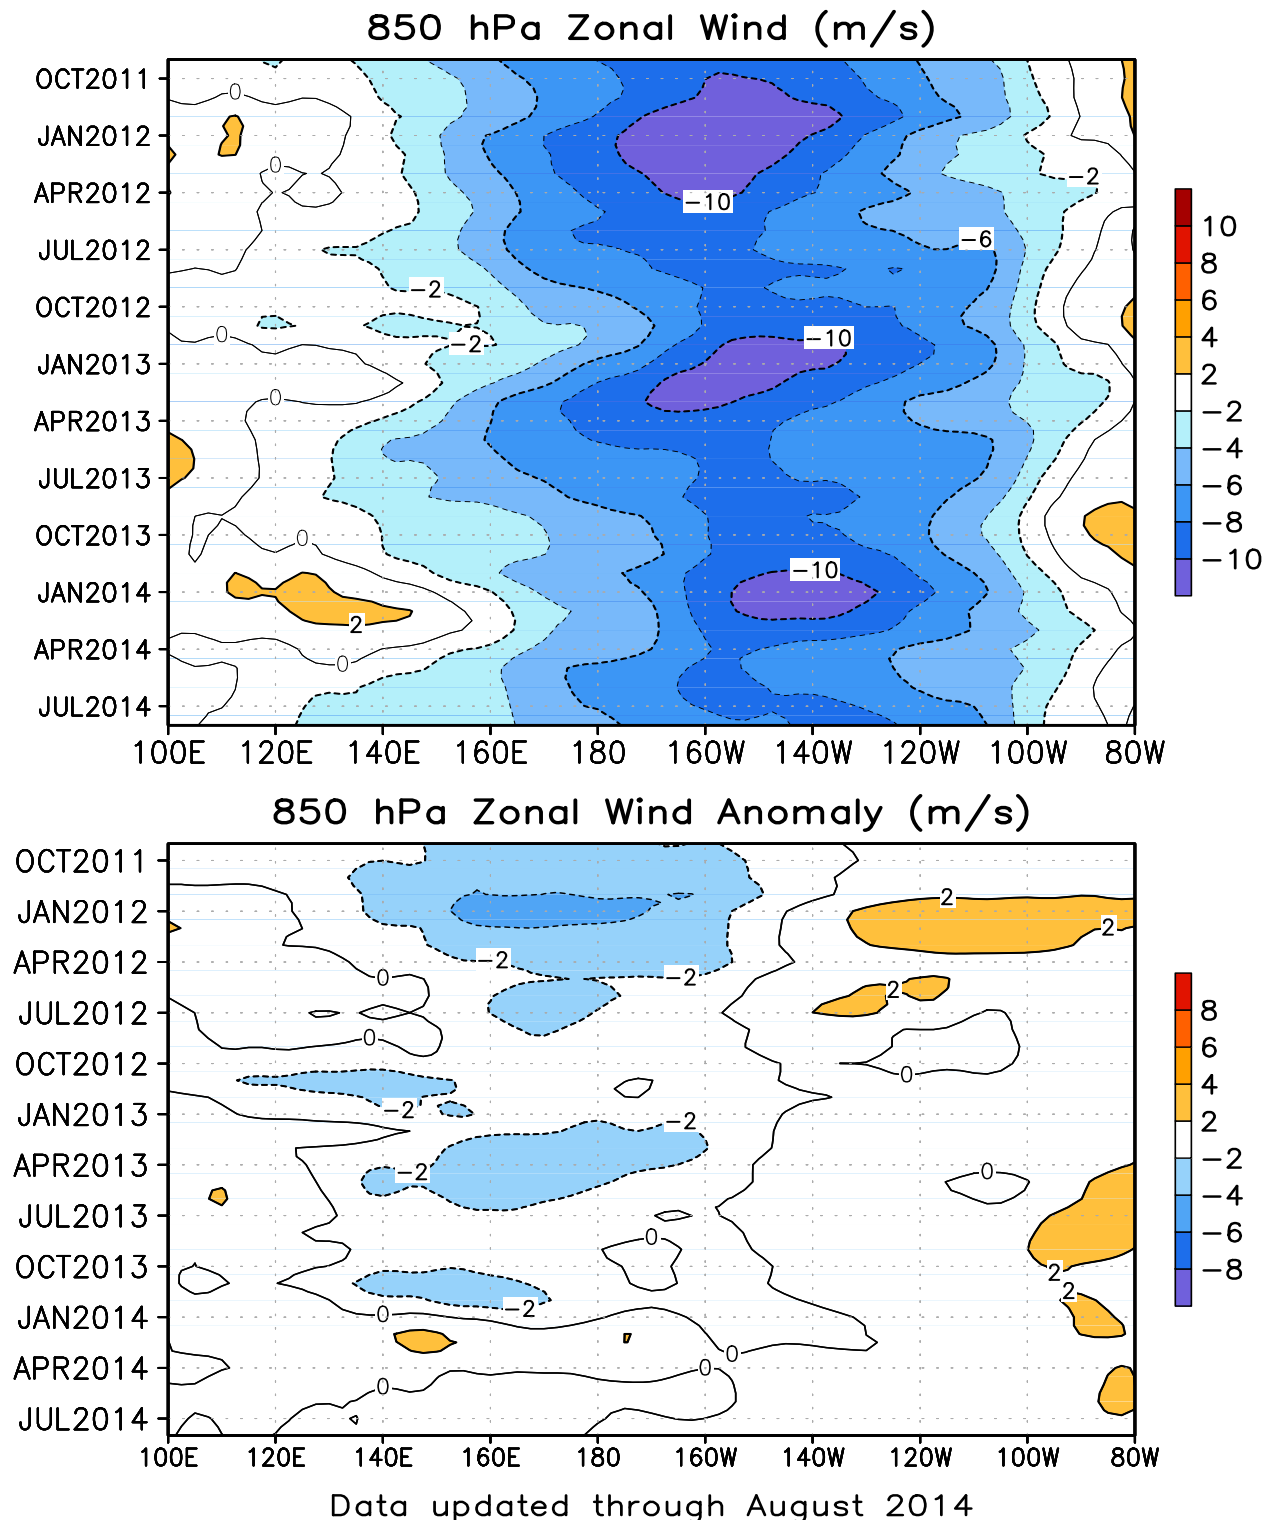 850 hPa Zonal Wind (m/s)
OCT2011
JAN2012
APR2012
JUL2012
OCT2012
JAN2013
APR2013
JUL2013
OCT2013
JAN2014
APR2014
JUL2014
0
0
-2
-10
-6
-2
-2
0
-10
0
0
-10
2
0
100E 120E 140E 160E 180 160W 140W 120W 100W 80W
10
8
6
4
2
-2
-4
-6
-8
-10
850 hPa Zonal Wind Anomaly (m/s)
OCT2011
JAN2012
APR2012
JUL2012
OCT2012
JAN2013
APR2013
JUL2013
OCT2013
JAN2014
APR2014
JUL2014
2
2
-2
-2
0
2
0
0
-2
-2
-2
0
0
2
2
-2
0
0
0
0
100E 120E 140E 160E 180 160W 140W 120W 100W 80W
8
6
4
2
-2
-4
-6
-8
Data updated through August 2014